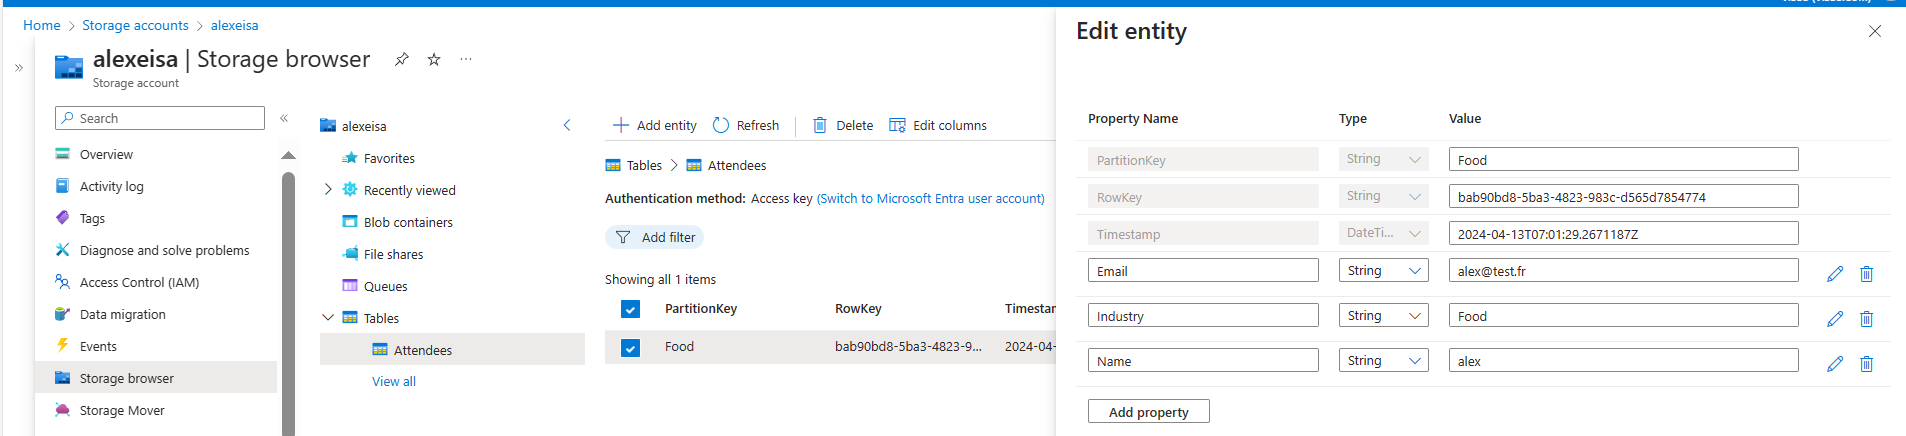 Home > Storage accounts > alexeisa
alexeisa | Storage browser
Storage account
Search
Overview
Activity log
Tags
Diagnose and solve problems
Access Control (IAM)
Data migration
Events
Storage browser
Storage Mover
alexeisa
Favorites
Recently viewed
Blob containers
File shares
Queues
Tables
Attendees
View all
Add entity Refresh Delete Edit columns
Tables > Attendees
Authentication method: Access key (Switch to Microsoft Entra user account)
Add filter
Showing all 1 items
PartitionKey RowKey Timestar
Food bab90bd8-5ba3-4823-9... 2024-04-
Edit entity
Property Name Type Value
PartitionKey String Food
RowKey String bab90bd8-5ba3-4823-983c-d565d7854774
Timestamp DateTi... 2024-04-13T07:01:29.2671187Z
Email String alex@test.fr
Industry String Food
Name String alex
Add property